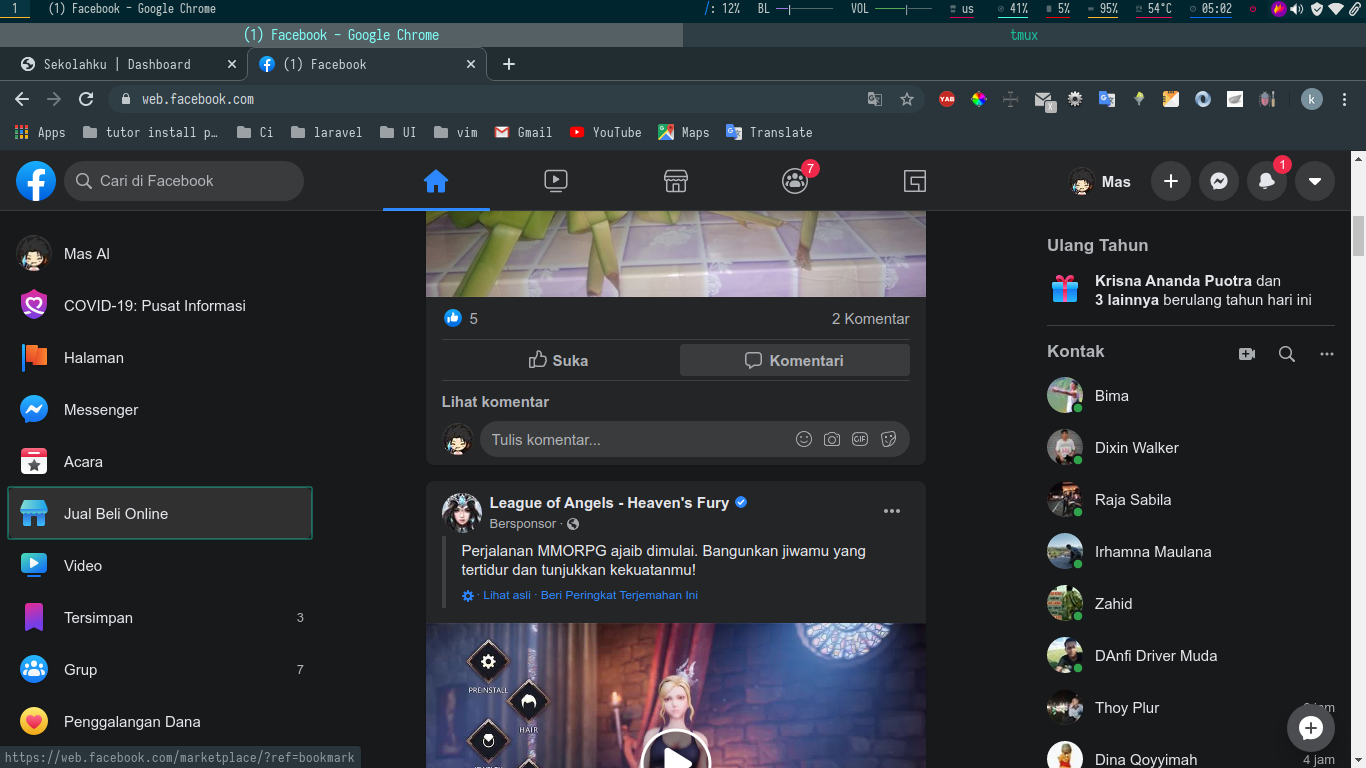 1 (1) Facebook - Google Chrome
/: 12% BL VOL us 41% 5% 95% 54°C 05:02
(1) Facebook - Google Chrome
tmux
Sekolahku | Dashboard
(1) Facebook
web.facebook.com
YAB
x
k
Apps
tutor install p…
Ci
laravel
UI
vim
Gmail
YouTube
Maps
Translate
Cari di Facebook
7
Mas
1
Mas Al
COVID-19: Pusat Informasi
Halaman
Messenger
Acara
Jual Beli Online
Video
Tersimpan 3
Grup 7
Penggalangan Dana
https://web.facebook.com/marketplace/?ref=bookmark
5
2 Komentar
Suka
Komentari
Lihat komentar
Tulis komentar...
GIF
League of Angels - Heaven's Fury
Bersponsor ·
Perjalanan MMORPG ajaib dimulai. Bangunkan jiwamu yang
tertidur dan tunjukkan kekuatanmu!
· Lihat asli · Beri Peringkat Terjemahan Ini
PREINSTALL
HAIR
Ulang Tahun
Krisna Ananda Puotra dan
3 lainnya berulang tahun hari ini
Kontak
Bima
Dixin Walker
Raja Sabila
Irhamna Maulana
Zahid
DAnfi Driver Muda
Thoy Plur
Dina Qoyyimah
4 jam